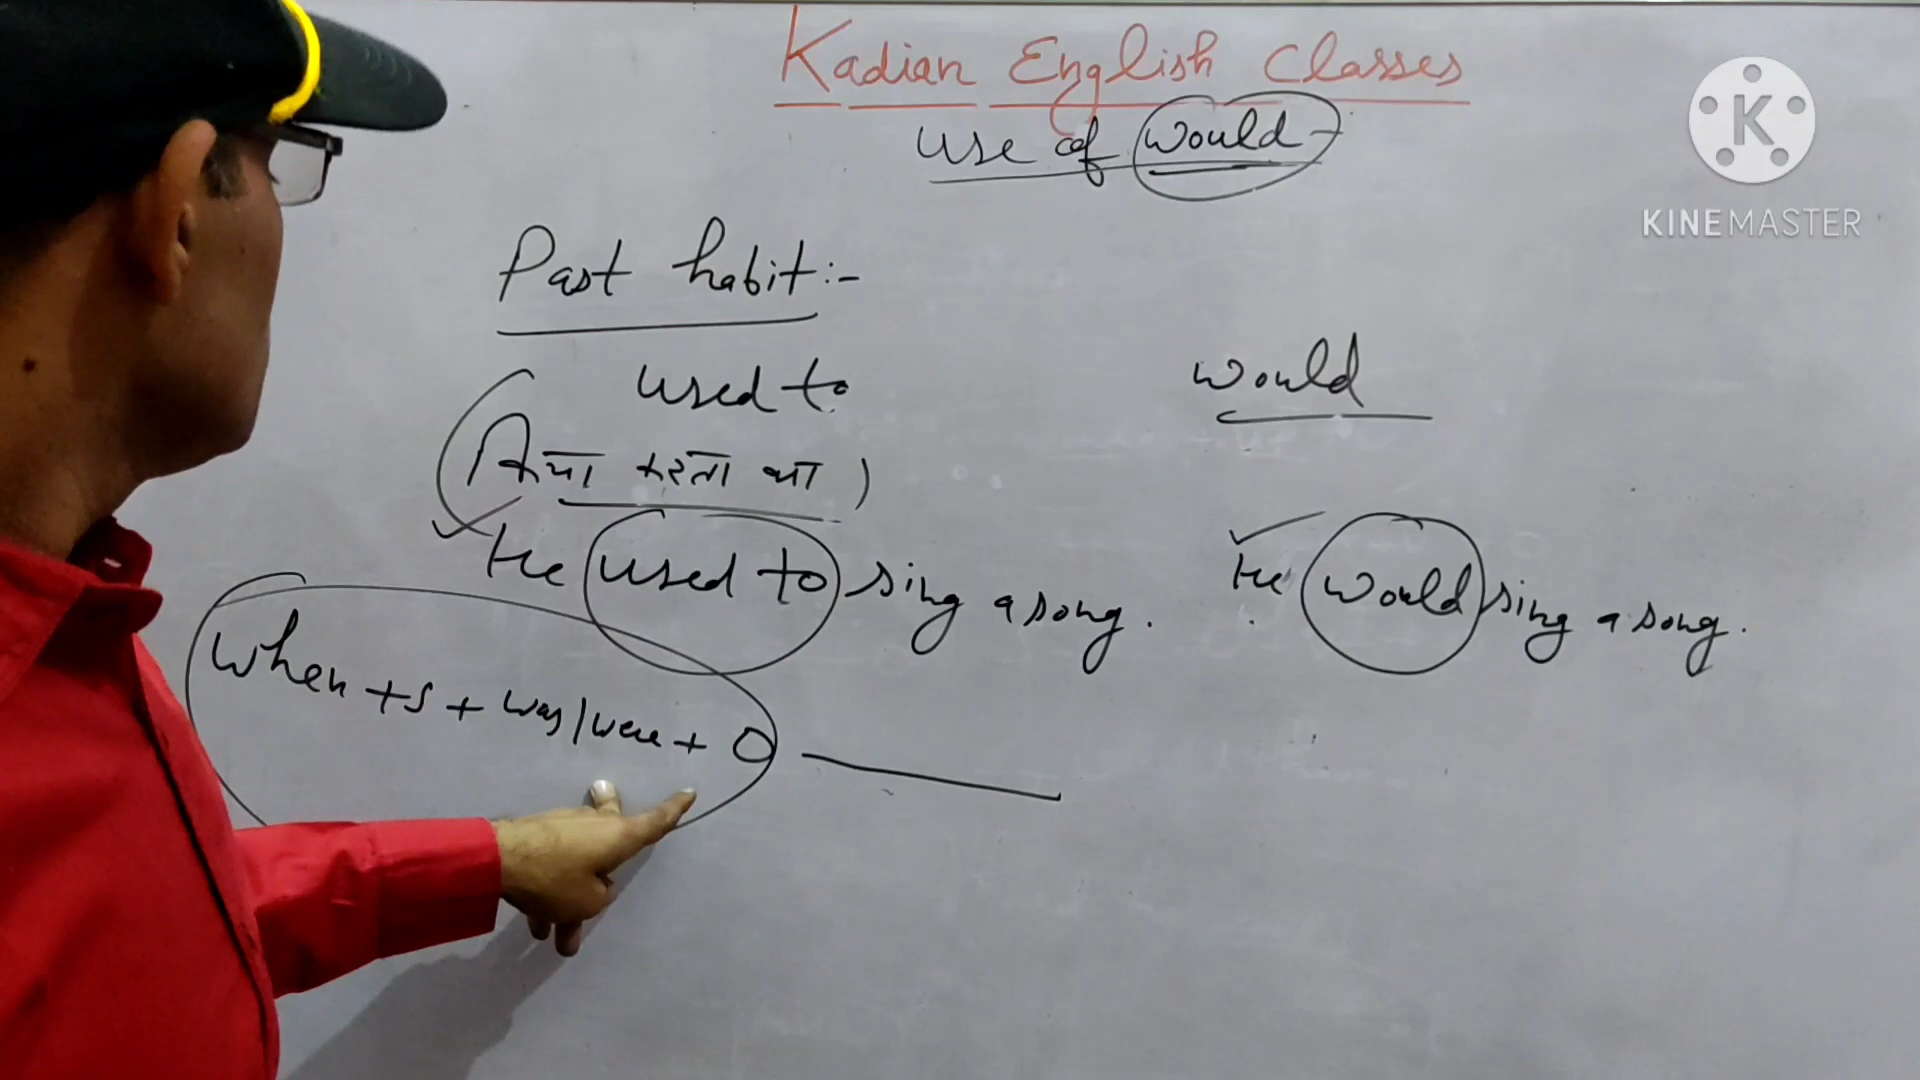 Kadian English Classes
use of would
K
KINEMASTER
Past habit:-
used to
would
(किया करता था)
He used to sing a song.
He would sing a song.
When + s + was/were + O